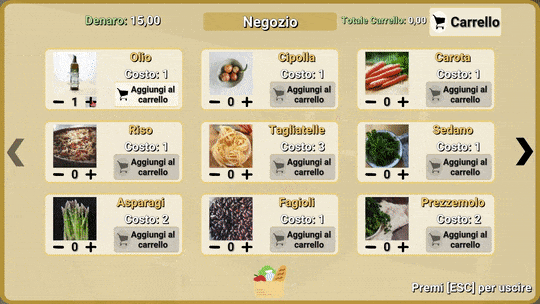 Denaro: 15,00
Negozio
Totale Carrello: 0,00
Carrello
Olio
Costo: 1
- 1 +
Aggiungi al
carrello
Cipolla
Costo: 1
- 0 +
Aggiungi al
carrello
Carota
Costo: 1
- 0 +
Aggiungi al
carrello
Riso
Costo: 1
- 0 +
Aggiungi al
carrello
Tagliatelle
Costo: 3
- 0 +
Aggiungi al
carrello
Sedano
Costo: 1
- 0 +
Aggiungi al
carrello
Asparagi
Costo: 2
- 0 +
Aggiungi al
carrello
Fagioli
Costo: 1
- 0 +
Aggiungi al
carrello
Prezzemolo
Costo: 2
- 0 +
Aggiungi al
carrello
Premi [ESC] per uscire